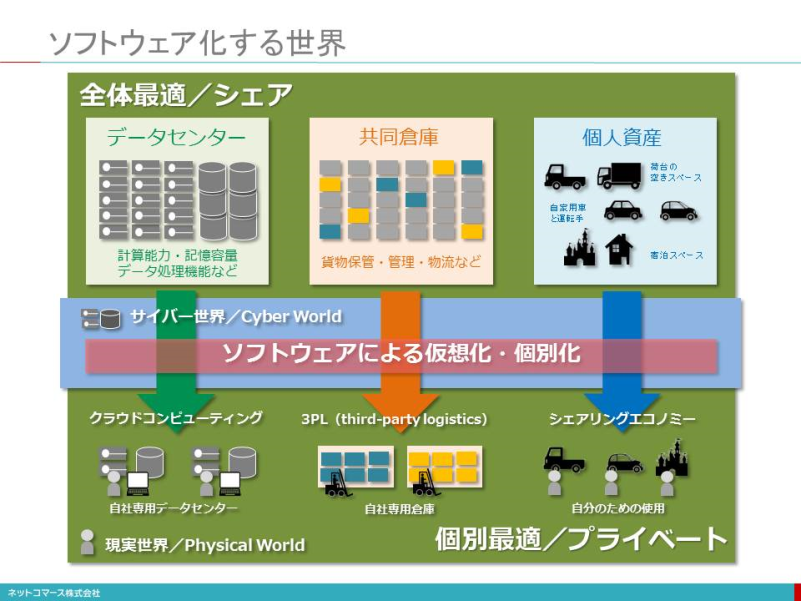 ソフトウェア化する世界
全体最適／シェア
データセンター
計算能力・記憶容量
データ処理機能など
共同倉庫
貨物保管・管理・物流など
個人資産
荷台の
空きスペース
自家用車
と運転手
宿泊スペース
サイバー世界／Cyber World
ソフトウェアによる仮想化・個別化
クラウドコンピューティング
自社専用データセンター
3PL（third-party logistics）
自社専用倉庫
シェアリングエコノミー
自分のための使用
現実世界／Physical World
個別最適／プライベート
ネットコマース株式会社